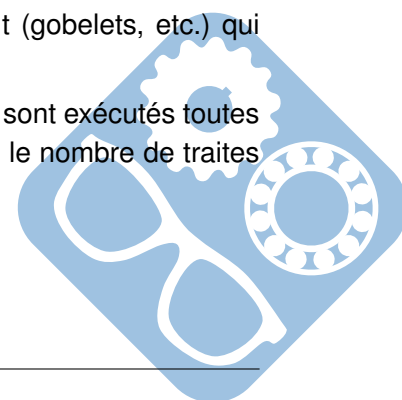 t (gobelets, etc.) qui
sont exécutés toutes
le nombre de traites